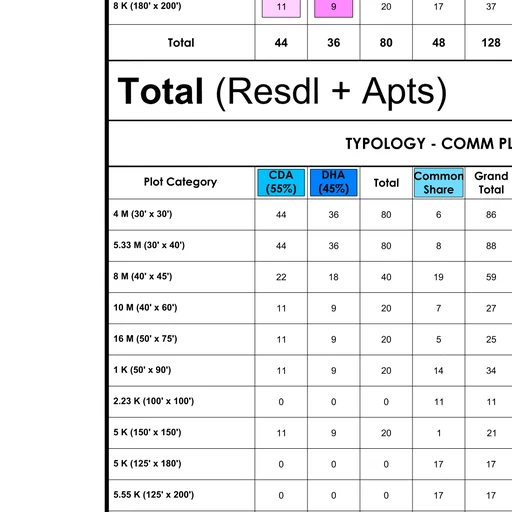 8 K (180' x 200') 11 9 20 17 37
Total 44 36 80 48 128
Total (Resdl + Apts)
TYPOLOGY - COMM PL
Plot Category CDA (55%) DHA (45%) Total Common Share Grand Total
4 M (30' x 30') 44 36 80 6 86
5.33 M (30' x 40') 44 36 80 8 88
8 M (40' x 45') 22 18 40 19 59
10 M (40' x 60') 11 9 20 7 27
16 M (50' x 75') 11 9 20 5 25
1 K (50' x 90') 11 9 20 14 34
2.23 K (100' x 100') 0 0 0 11 11
5 K (150' x 150') 11 9 20 1 21
5 K (125' x 180') 0 0 0 17 17
5.55 K (125' x 200') 0 0 0 17 17